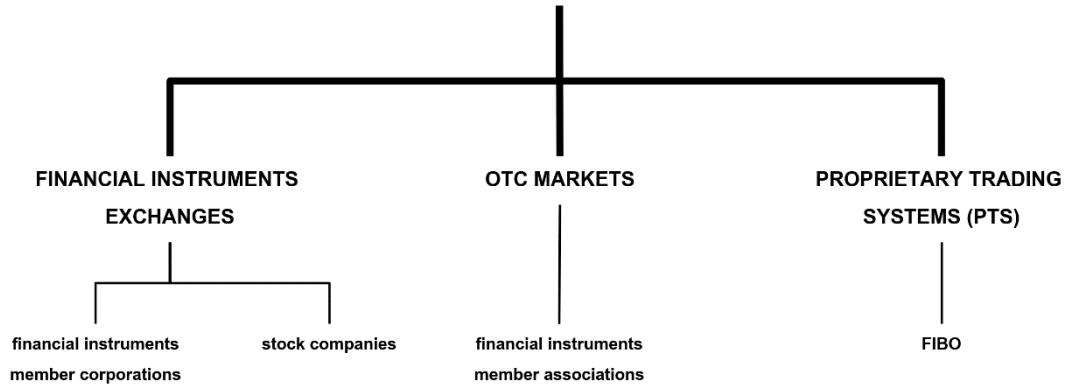 FINANCIAL INSTRUMENTS
EXCHANGES
OTC MARKETS
PROPRIETARY TRADING
SYSTEMS (PTS)
financial instruments
member corporations
stock companies
financial instruments
member associations
FIBO